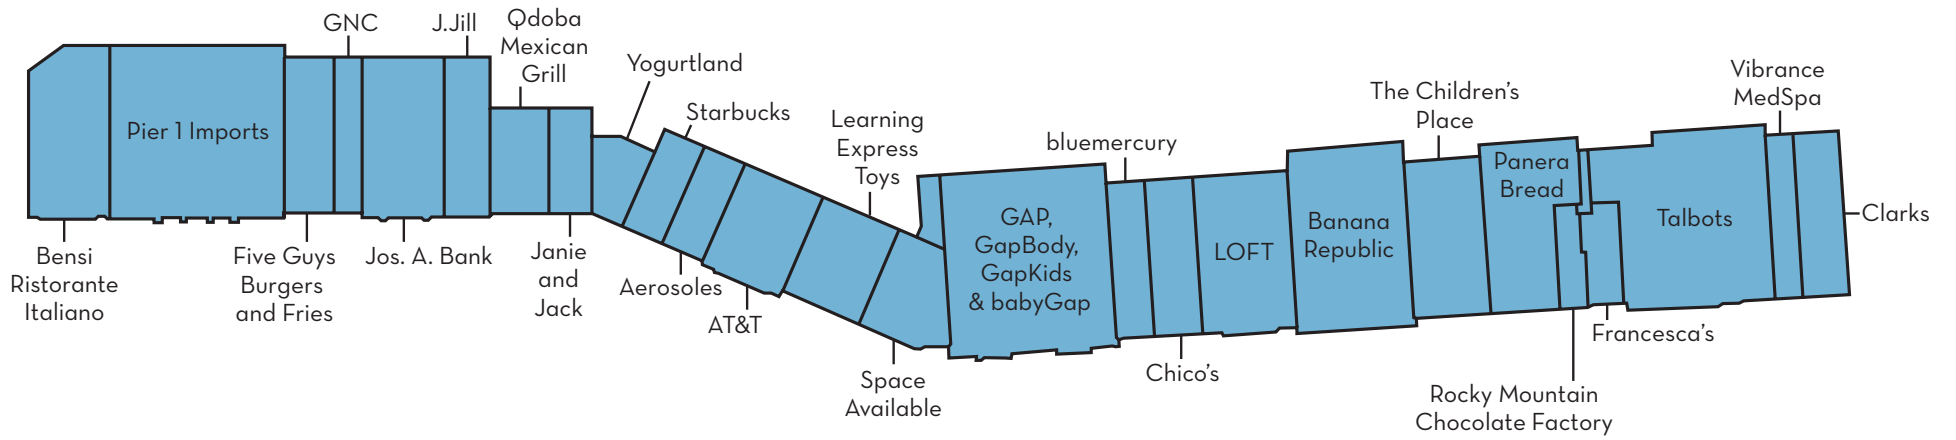 Bensi
Ristorante
Italiano
Pier 1 Imports
Five Guys
Burgers
and Fries
GNC
Jos. A. Bank
J.Jill
Qdoba
Mexican
Grill
Janie
and
Jack
Yogurtland
Starbucks
Aerosoles
AT&T
Learning
Express
Toys
Space
Available
GAP,
GapBody,
GapKids
& babyGap
bluemercury
Chico's
LOFT
Banana
Republic
The Children's
Place
Panera
Bread
Rocky Mountain
Chocolate Factory
Francesca's
Talbots
Vibrance
MedSpa
Clarks